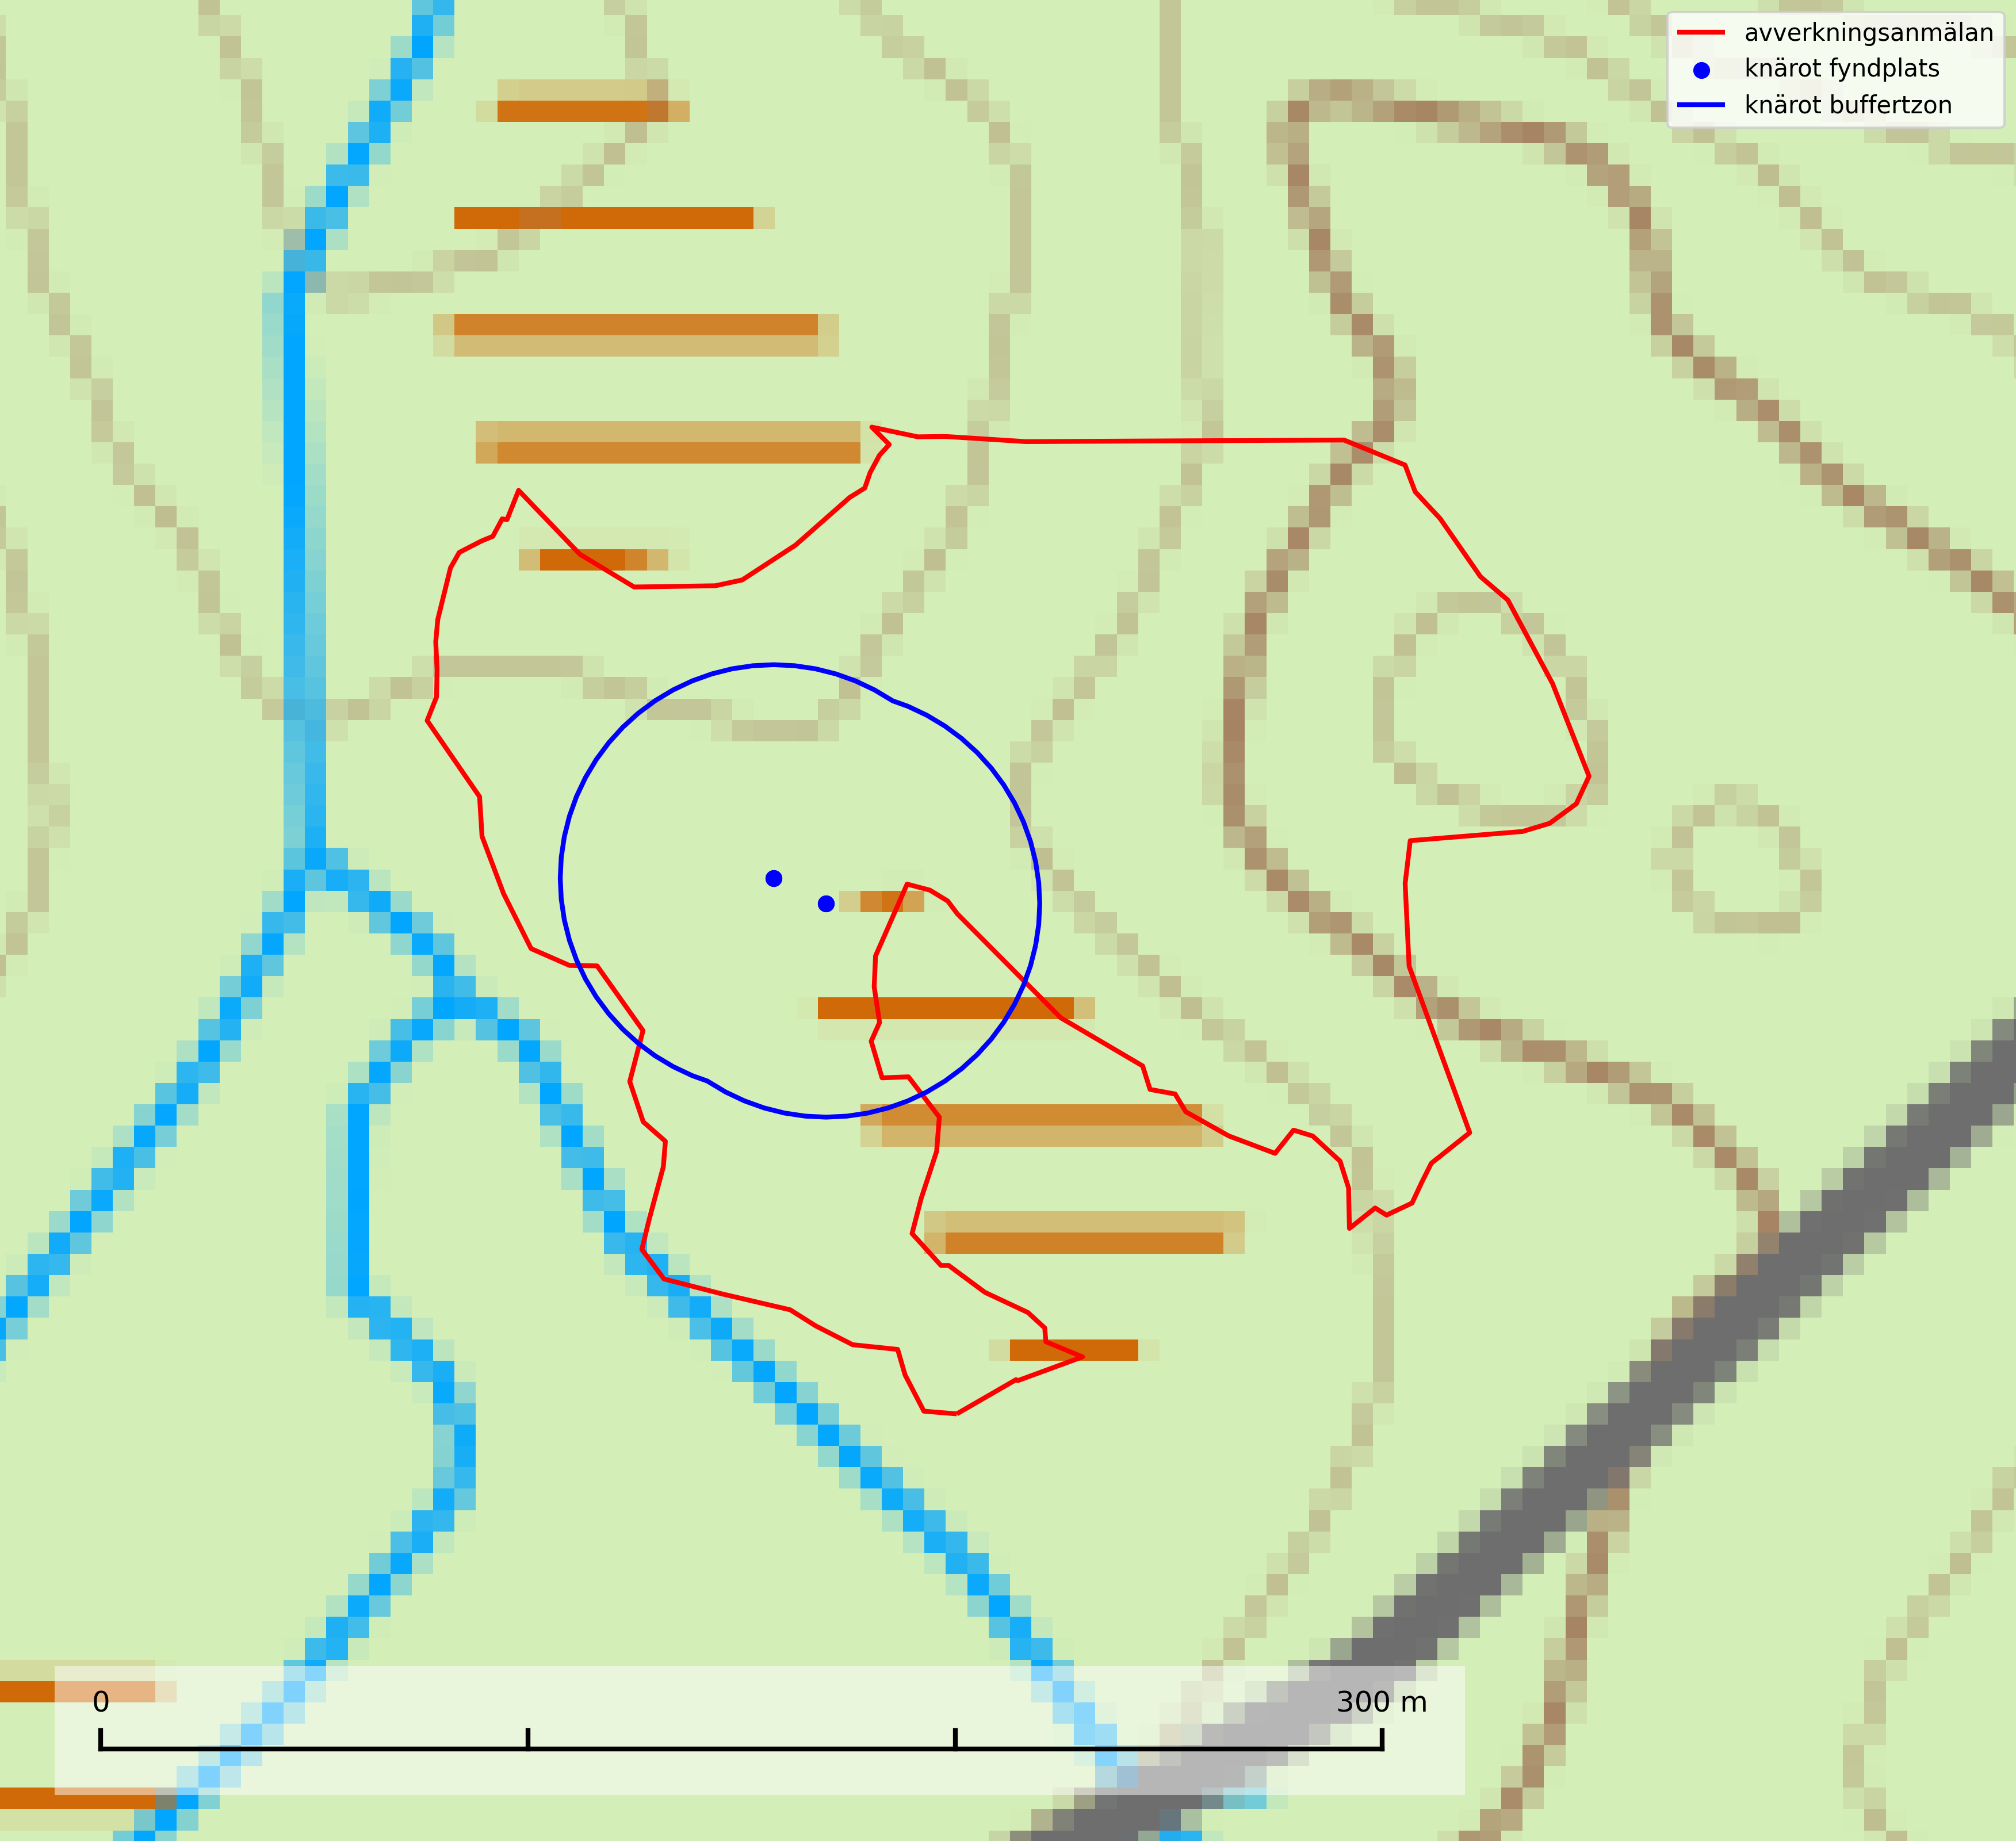 avverkningsanmälan
knärot fyndplats
knärot buffertzon
0 300 m